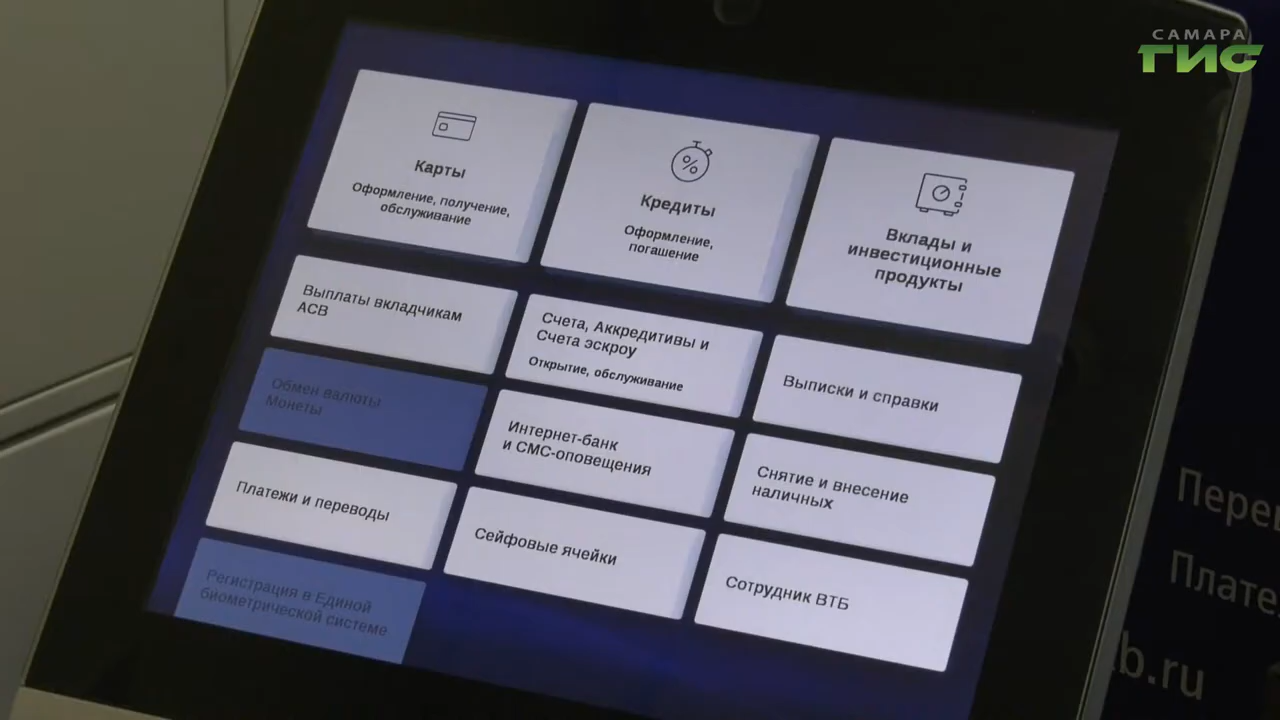 САМАРА
ГИС
Карты
Оформление, получение,
обслуживание
Кредиты
Оформление,
погашение
Вклады и
инвестиционные
продукты
Выплаты вкладчикам
АСВ
Счета, Аккредитивы и
Счета эскроу
Открытие, обслуживание
Выписки и справки
Обмен валюты
Монеты
Интернет-банк
и СМС-оповещения
Снятие и внесение
наличных
Платежи и переводы
Сейфовые ячейки
Сотрудник ВТБ
Регистрация в Единой
биометрической системе
b.ru